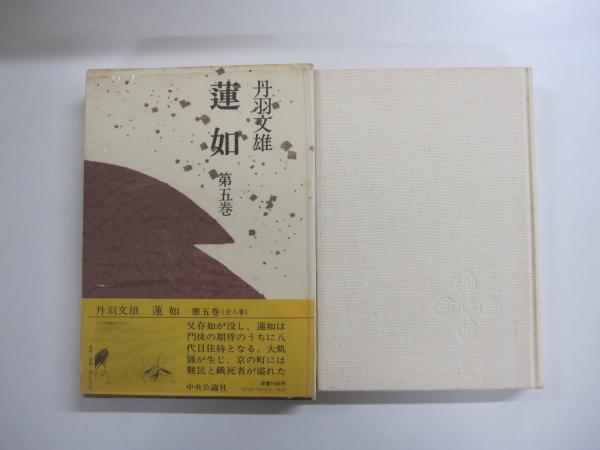 丹羽文雄
蓮如
第五巻
丹羽文雄 蓮如 第五巻(全八巻)
父存如が没し、蓮如は
門徒の期待のうちに八
代目住持となる。大飢
饉が生じ、京の町には
難民と餓死者が溢れた
中央公論社